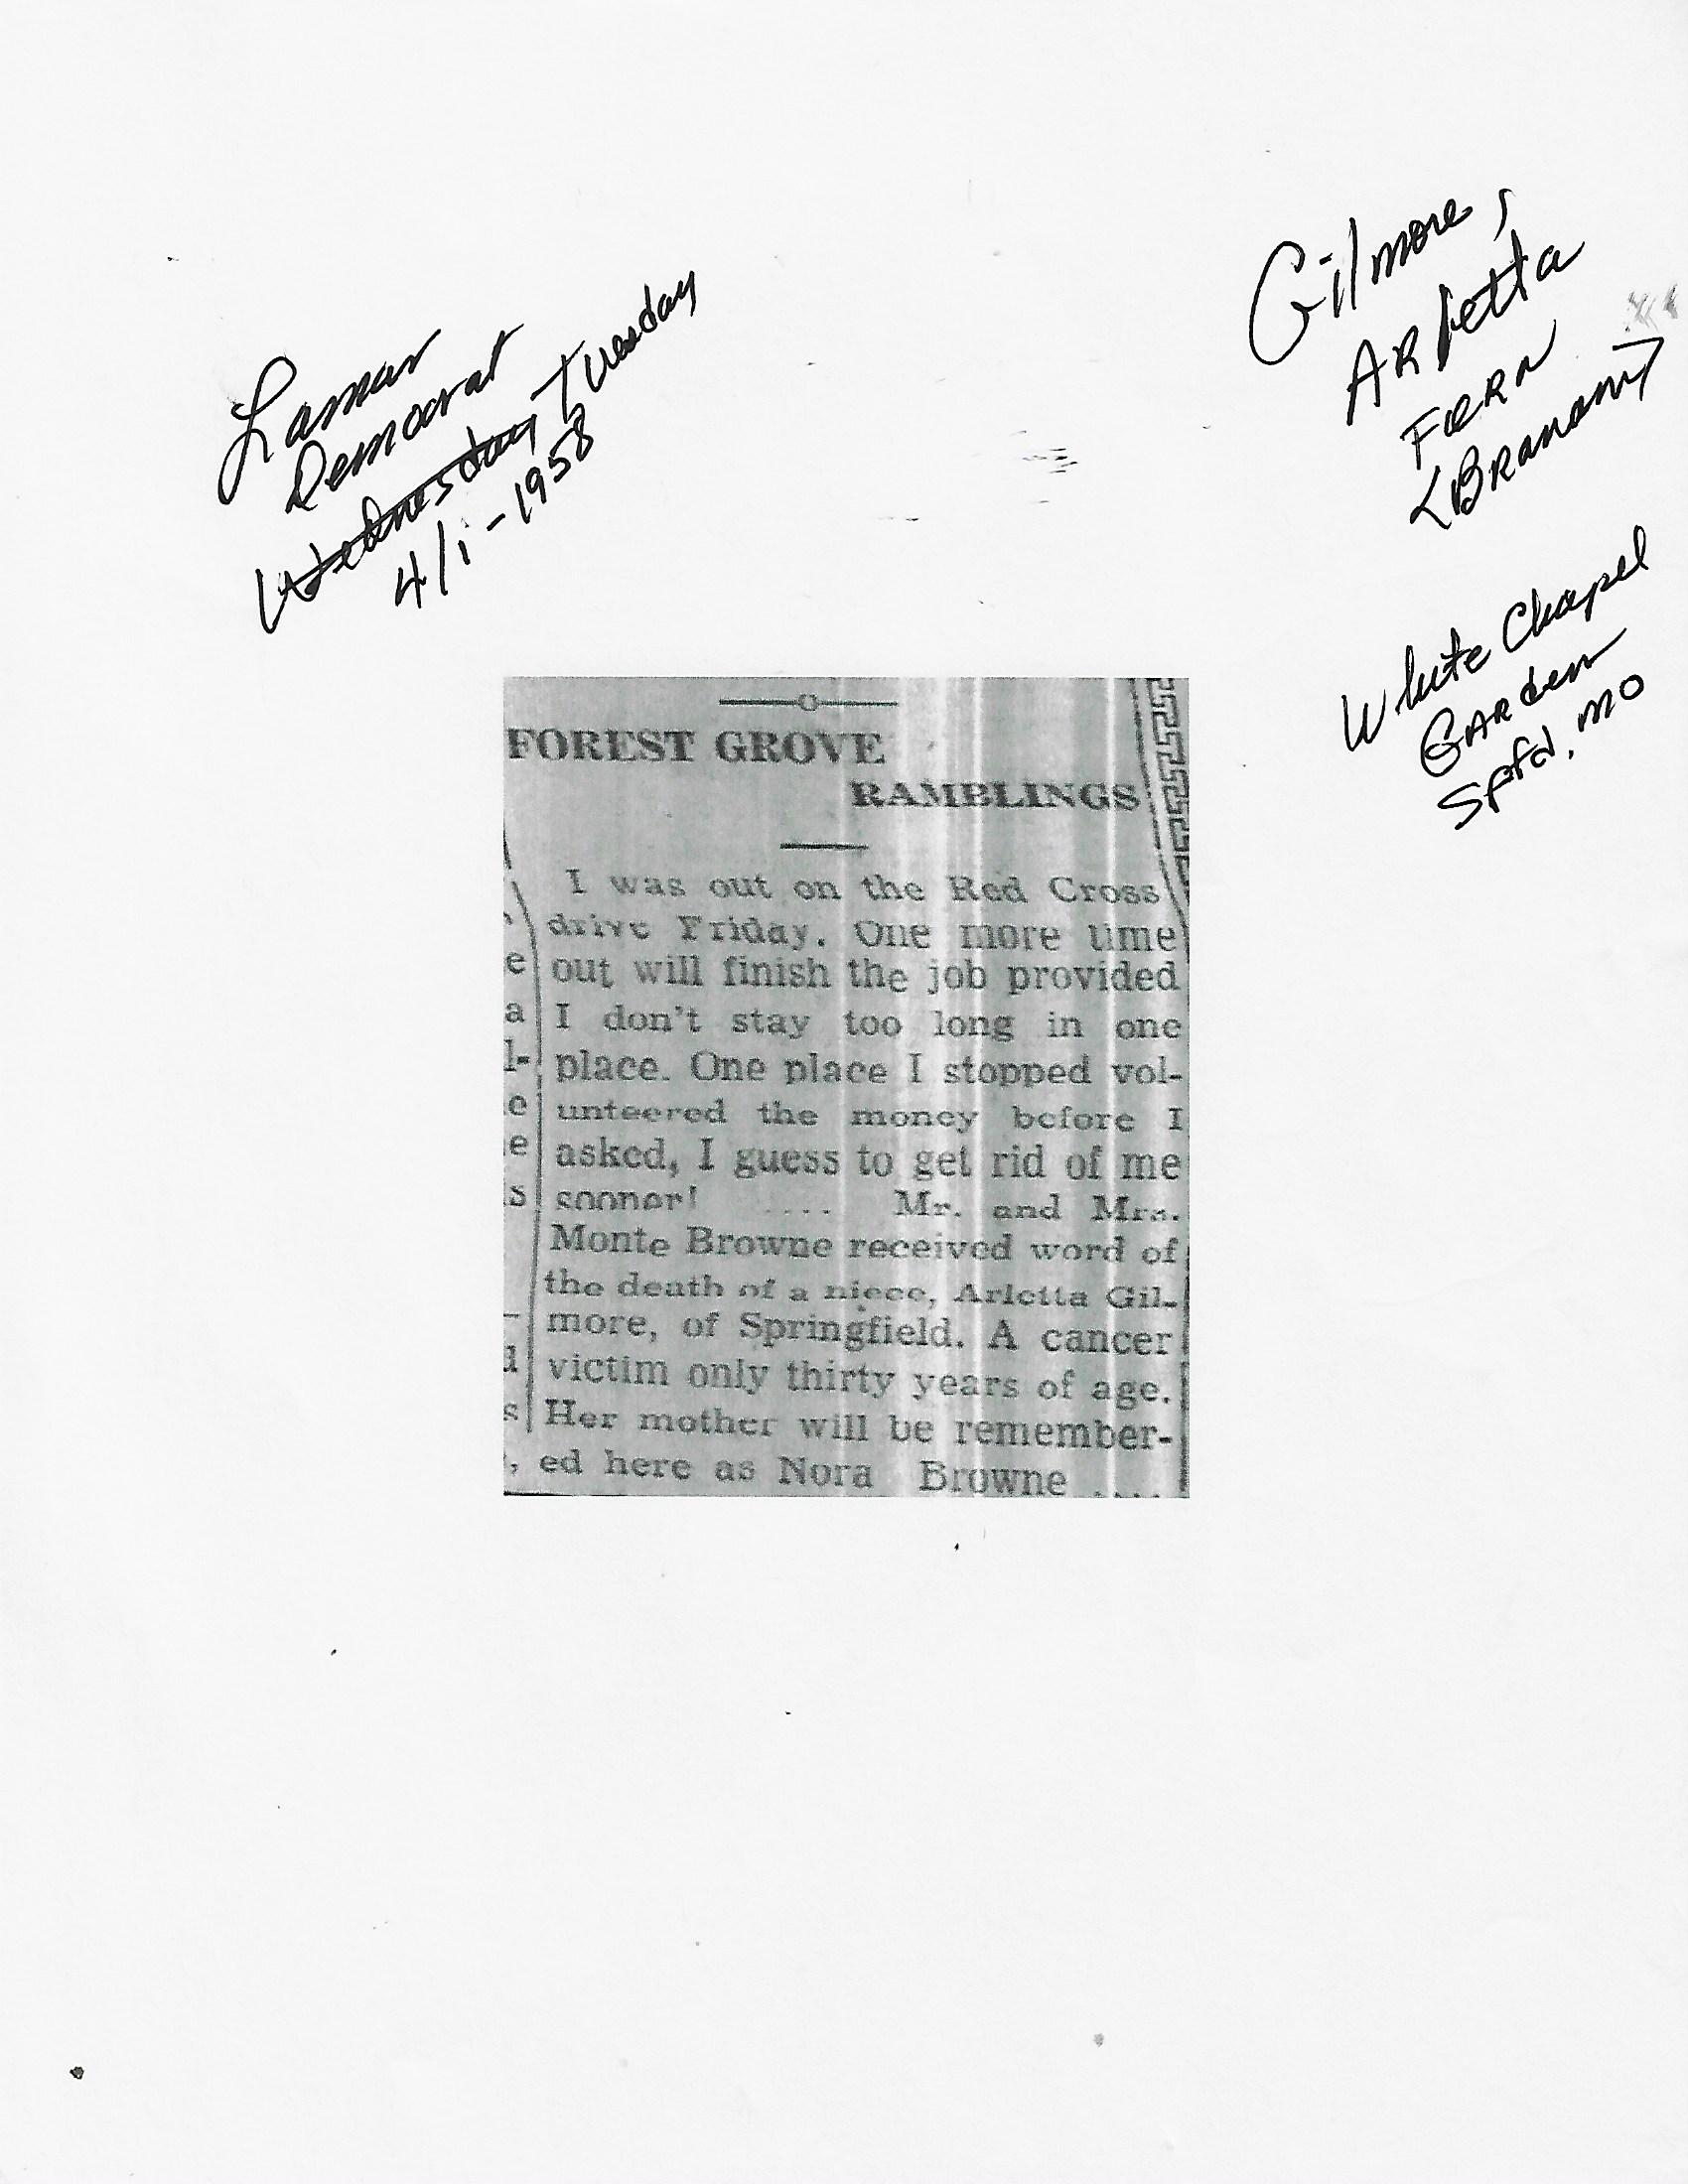 Lamar
Democrat
Wednesday Tuesday
4/1-1958
Gilmore,
ARletta
FeRN
<BRanam>
White Chapel
GARden
Spfd, MO
FOREST GROVE
RAMBLINGS
I was out on the Red Cross
drive Friday. One more time
out will finish the job provided
I don't stay too long in one
place. One place I stopped vol-
unteered the money before I
asked, I guess to get rid of me
sooner! .... Mr. and Mrs.
Monte Browne received word of
the death of a niece, Arletta Gil-
more, of Springfield. A cancer
victim only thirty years of age.
Her mother will be remember-
ed here as Nora Browne ....